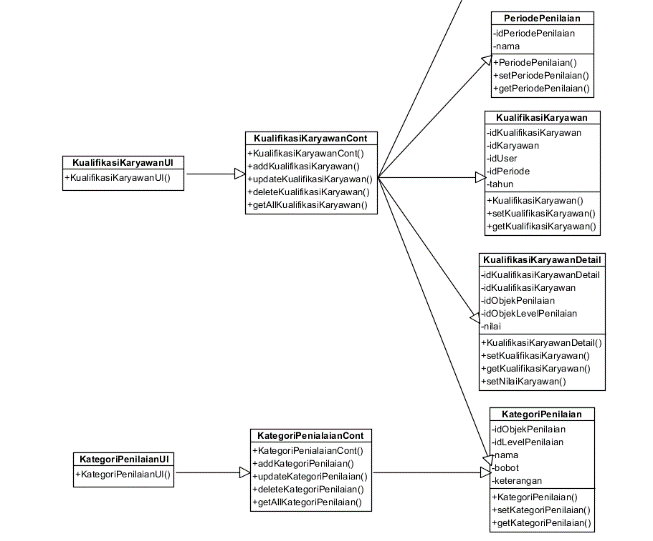 PeriodePenilaian
-idPeriodePenilaian
-nama
+PeriodePenilaian()
+setPeriodePenilaian()
+getPeriodePenilaian()
KualifikasiKaryawan
-idKualifikasiKaryawan
-idKaryawan
-idUser
-idPeriode
-tahun
+KualifikasiKaryawan()
+setKualifikasiKaryawan()
+getKualifikasiKaryawan()
KualifikasiKaryawanUI
+KualifikasiKaryawanUI()
KualifikasiKaryawanCont
+KualifikasiKaryawanCont()
+addKualifikasiKaryawan()
+updateKualifikasiKaryawan()
+deleteKualifikasiKaryawan()
+getAllKualifikasiKaryawan()
KualifikasiKaryawanDetail
-idKualifikasiKaryawanDetail
-idKualifikasiKaryawan
-idObjekPenilaian
-idObjekLevelPenilaian
-nilai
+KualifikasiKaryawanDetail()
+setKualifikasiKaryawan()
+getKualifikasiKaryawan()
+setNilaiKaryawan()
KategoriPenilaianUI
+KategoriPenilaianUI()
KategoriPenialaianCont
+KategoriPenialaianCont()
+addKategoriPenilaian()
+updateKategoriPenilaian()
+deleteKategoriPenilaian()
+getAllKategoriPenilaian()
KategoriPenilaian
-idObjekPenilaian
-idLevelPenilaian
-nama
-bobot
-keterangan
+KategoriPenilaian()
+setKategoriPenilaian()
+getKategoriPenilaian()